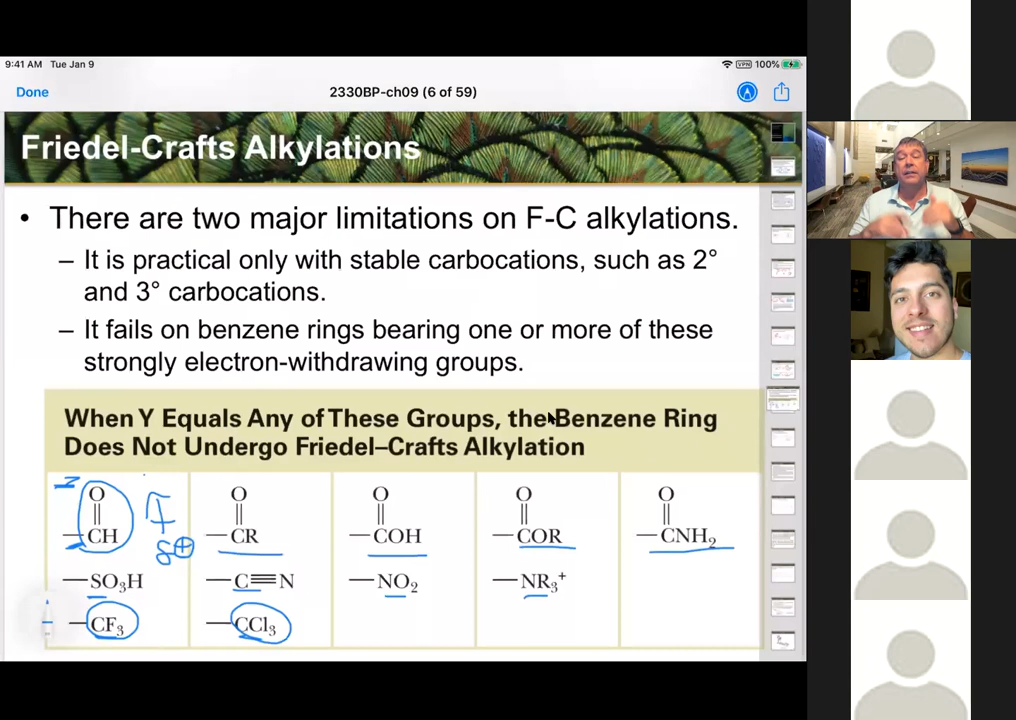 9:41 AM Tue Jan 9
VPN 100%
Done
2330BP-ch09 (6 of 59)
Friedel-Crafts Alkylations
• There are two major limitations on F-C alkylations.
– It is practical only with stable carbocations, such as 2°
and 3° carbocations.
– It fails on benzene rings bearing one or more of these
strongly electron-withdrawing groups.
When Y Equals Any of These Groups, the Benzene Ring
Does Not Undergo Friedel–Crafts Alkylation
O O O O O
—CH —CR —COH —COR —CNH₂
δ⊕
—SO₃H —C≡N —NO₂ —NR₃⁺
—CF₃ —CCl₃